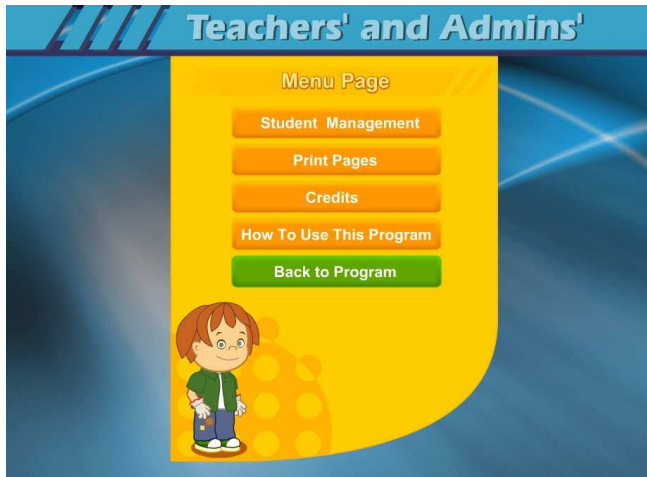 Teachers' and Admins'
Menu Page
Student Management
Print Pages
Credits
How To Use This Program
Back to Program